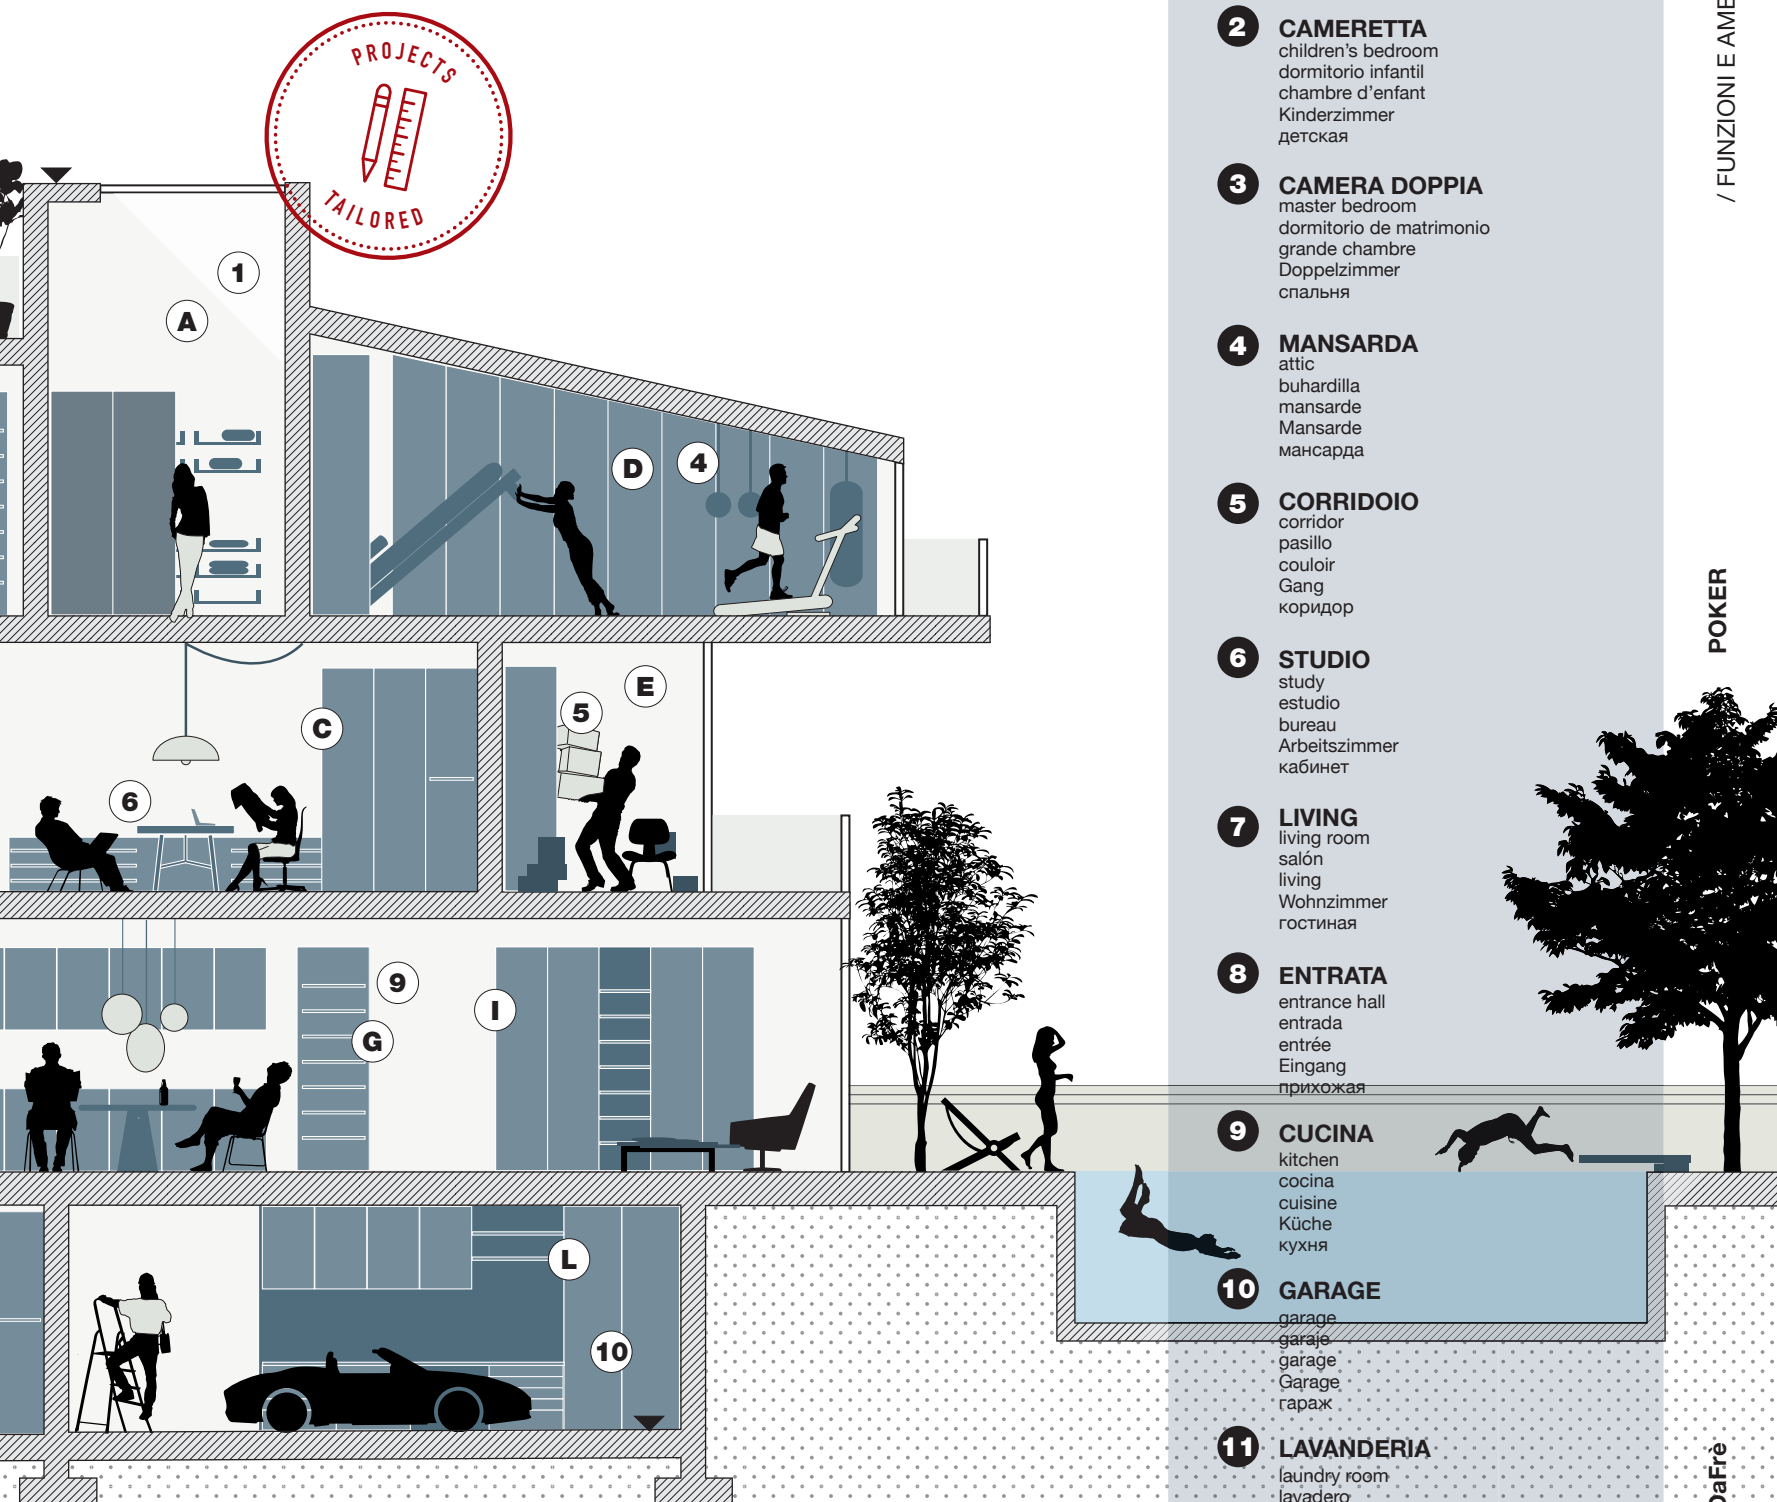 PROJECTS
TAILORED
1
A
D
4
C
6
5
E
9
G
I
L
10
2 CAMERETTA
children's bedroom
dormitorio infantil
chambre d'enfant
Kinderzimmer
детская
3 CAMERA DOPPIA
master bedroom
dormitorio de matrimonio
grande chambre
Doppelzimmer
спальня
4 MANSARDA
attic
buhardilla
mansarde
Mansarde
мансарда
5 CORRIDOIO
corridor
pasillo
couloir
Gang
коридор
6 STUDIO
study
estudio
bureau
Arbeitszimmer
кабинет
7 LIVING
living room
salón
living
Wohnzimmer
гостиная
8 ENTRATA
entrance hall
entrada
entrée
Eingang
прихожая
9 CUCINA
kitchen
cocina
cuisine
Küche
кухня
10 GARAGE
garage
garaje
garage
Garage
гараж
11 LAVANDERIA
laundry room
lavadero
/ FUNZIONI E AMB
POKER
DaFrè